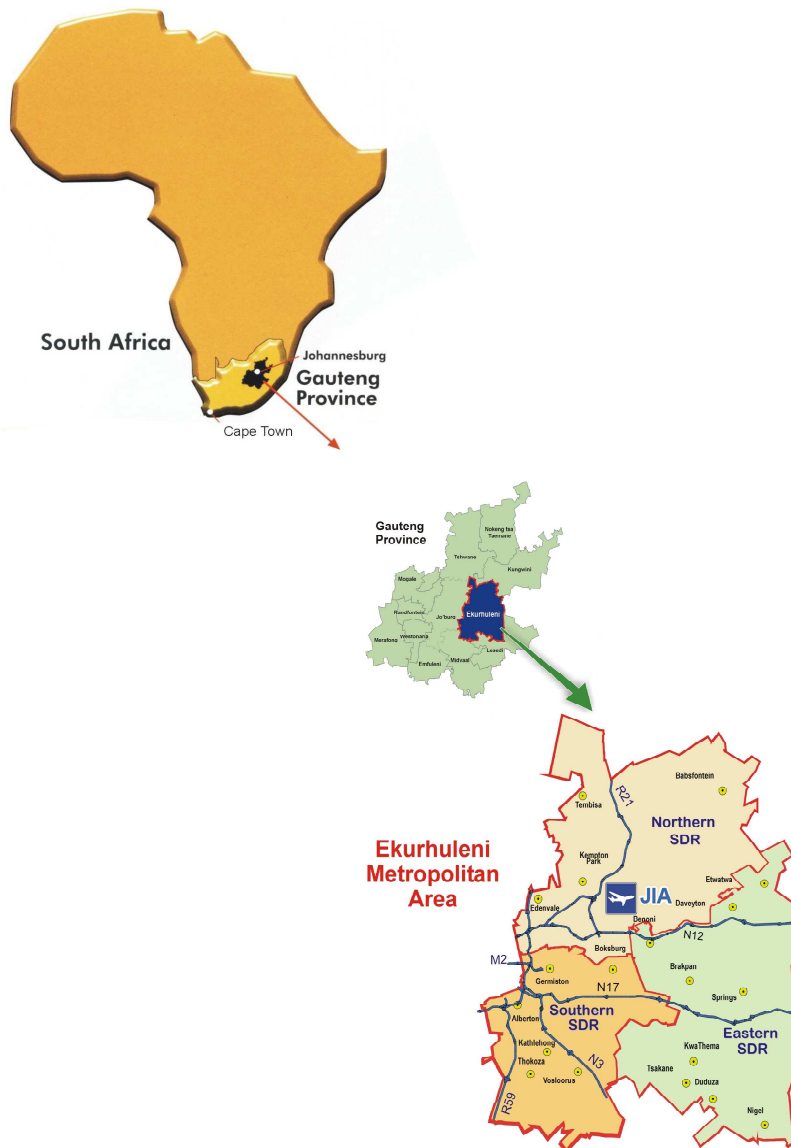 South Africa
Johannesburg
Gauteng
Province
Cape Town
Gauteng
Province
Nokeng tsa
Taemane
Tshwane
Kungwini
Mogale
Ekurhuleni
Randfontein
Jo'burg
Merafong
Westonaria
Lesedi
Midvaal
Emfuleni
Babsfontein
R21
Tembisa
Northern
SDR
Ekurhuleni
Metropolitan
Area
Kempton
Park
Etwatwa
JIA
Edenvale
Daveyton
Benoni
N12
Boksburg
M2
Germiston
Brakpan
N17
Springs
Alberton
Southern
SDR
Eastern
SDR
Kathlehong
KwaThema
Thokoza
N3
Tsakane
Vosloorus
Duduza
R59
Nigel